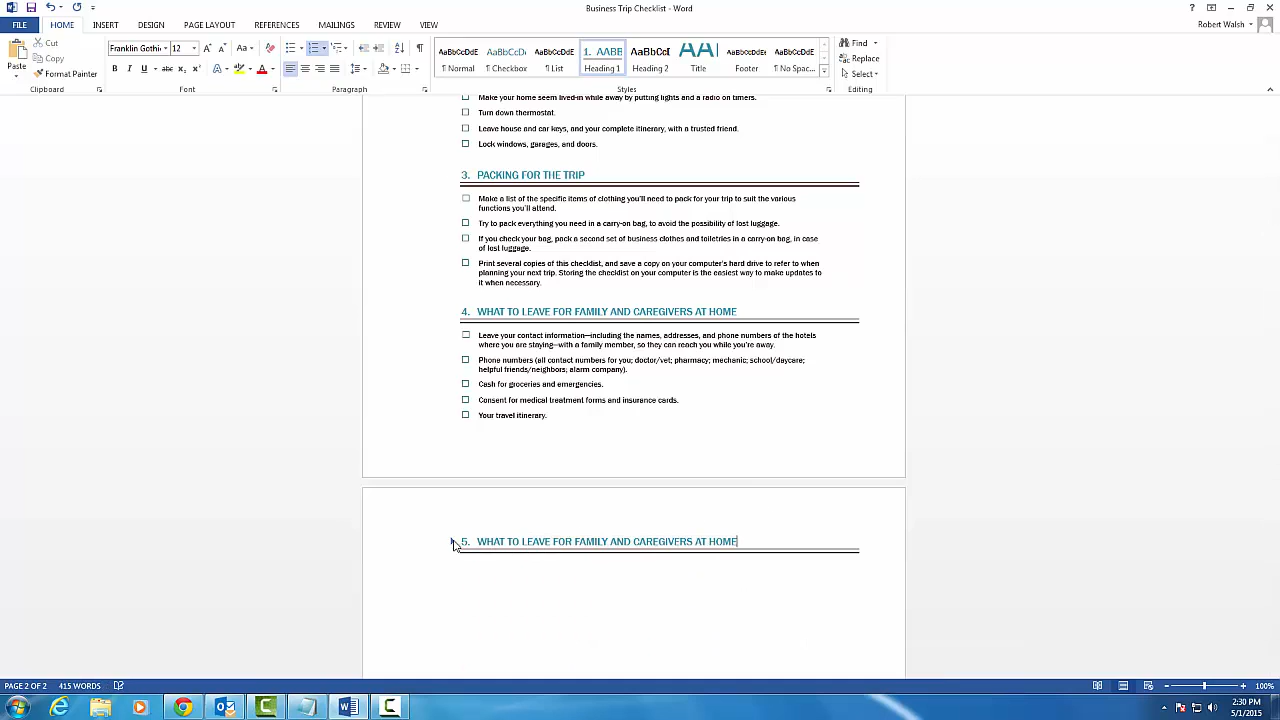 Business Trip Checklist - Word
FILE HOME INSERT DESIGN PAGE LAYOUT REFERENCES MAILINGS REVIEW VIEW Robert Walsh
Paste
Cut
Copy
Format Painter
Clipboard
Franklin Gothi 12
Font
Paragraph
AaBbCcDc ¶ Normal
AaBbCcDc ¶ Checkbox
AaBbCcDc ¶ List
1. AABB Heading 1
AaBbCcI Heading 2
AAI Title
AaBbCcDc Footer
AaBbCcDc ¶ No Spac...
Styles
Find
Replace
Select
Editing
Make your home seem lived-in while away by putting lights and a radio on timers.
Turn down thermostat.
Leave house and car keys, and your complete itinerary, with a trusted friend.
Lock windows, garages, and doors.
3. PACKING FOR THE TRIP
Make a list of the specific items of clothing you'll need to pack for your trip to suit the various
functions you'll attend.
Try to pack everything you need in a carry-on bag, to avoid the possibility of lost luggage.
If you check your bag, pack a second set of business clothes and toiletries in a carry-on bag, in case
of lost luggage.
Print several copies of this checklist, and save a copy on your computer's hard drive to refer to when
planning your next trip. Storing the checklist on your computer is the easiest way to make updates to
it when necessary.
4. WHAT TO LEAVE FOR FAMILY AND CAREGIVERS AT HOME
Leave your contact information—including the names, addresses, and phone numbers of the hotels
where you are staying—with a family member, so they can reach you while you're away.
Phone numbers (all contact numbers for you; doctor/vet; pharmacy; mechanic; school/daycare;
helpful friends/neighbors; alarm company).
Cash for groceries and emergencies.
Consent for medical treatment forms and insurance cards.
Your travel itinerary.
5. WHAT TO LEAVE FOR FAMILY AND CAREGIVERS AT HOME
PAGE 2 OF 2 415 WORDS 100%
2:30 PM
5/1/2015